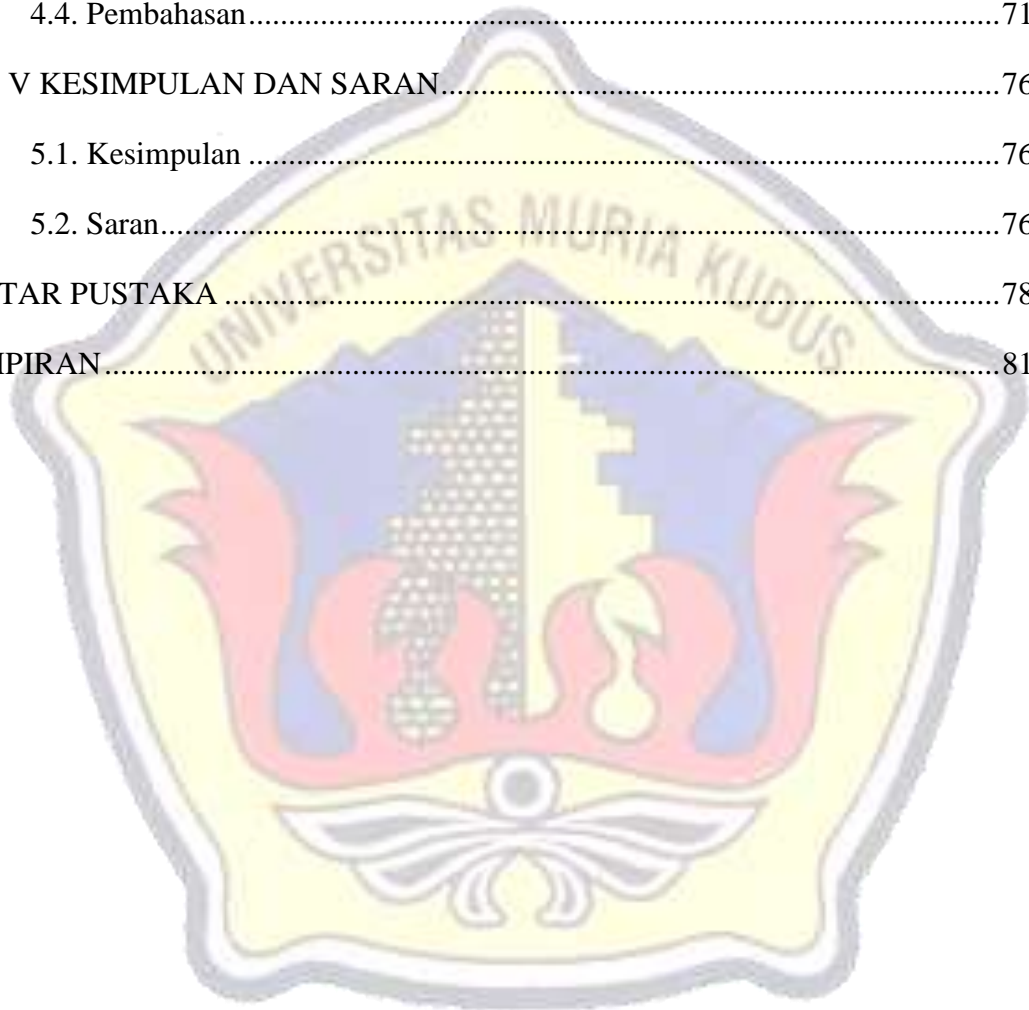 4.4. Pembahasan..........................................................................................71
V KESIMPULAN DAN SARAN....................................................................76
5.1. Kesimpulan ..........................................................................................76
5.2. Saran.....................................................................................................76
TAR PUSTAKA ..............................................................................................78
IPIRAN............................................................................................................81
UNIVERSITAS MURIA KUDUS